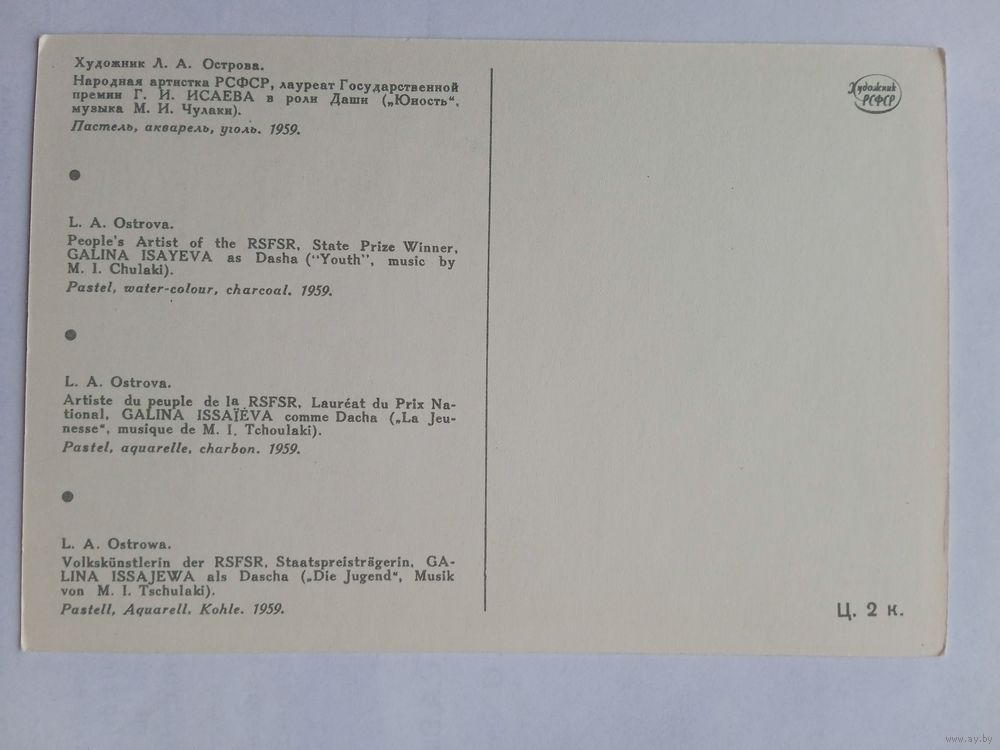 Художник Л. А. Острова.
Народная артистка РСФСР, лауреат Государственной
премии Г. И. ИСАЕВА в роли Даши („Юность“,
музыка М. И. Чулаки).
Пастель, акварель, уголь. 1959.
L. A. Ostrova.
People's Artist of the RSFSR, State Prize Winner,
GALINA ISAYEVA as Dasha (“Youth”, music by
M. I. Chulaki).
Pastel, water-colour, charcoal. 1959.
L. A. Ostrova.
Artiste du peuple de la RSFSR, Lauréat du Prix Na-
tional, GALINA ISSAÏEVA comme Dacha („La Jeu-
nesse“, musique de M. I. Tchoulaki).
Pastel, aquarelle, charbon. 1959.
L. A. Ostrowa.
Volkskünstlerin der RSFSR, Staatspreisträgerin, GA-
LINA ISSAJEWA als Dascha („Die Jugend“, Musik
von M. I. Tschulaki).
Pastell, Aquarell, Kohle. 1959.
Художник
РСФСР
Ц. 2 к.
www.ay.by